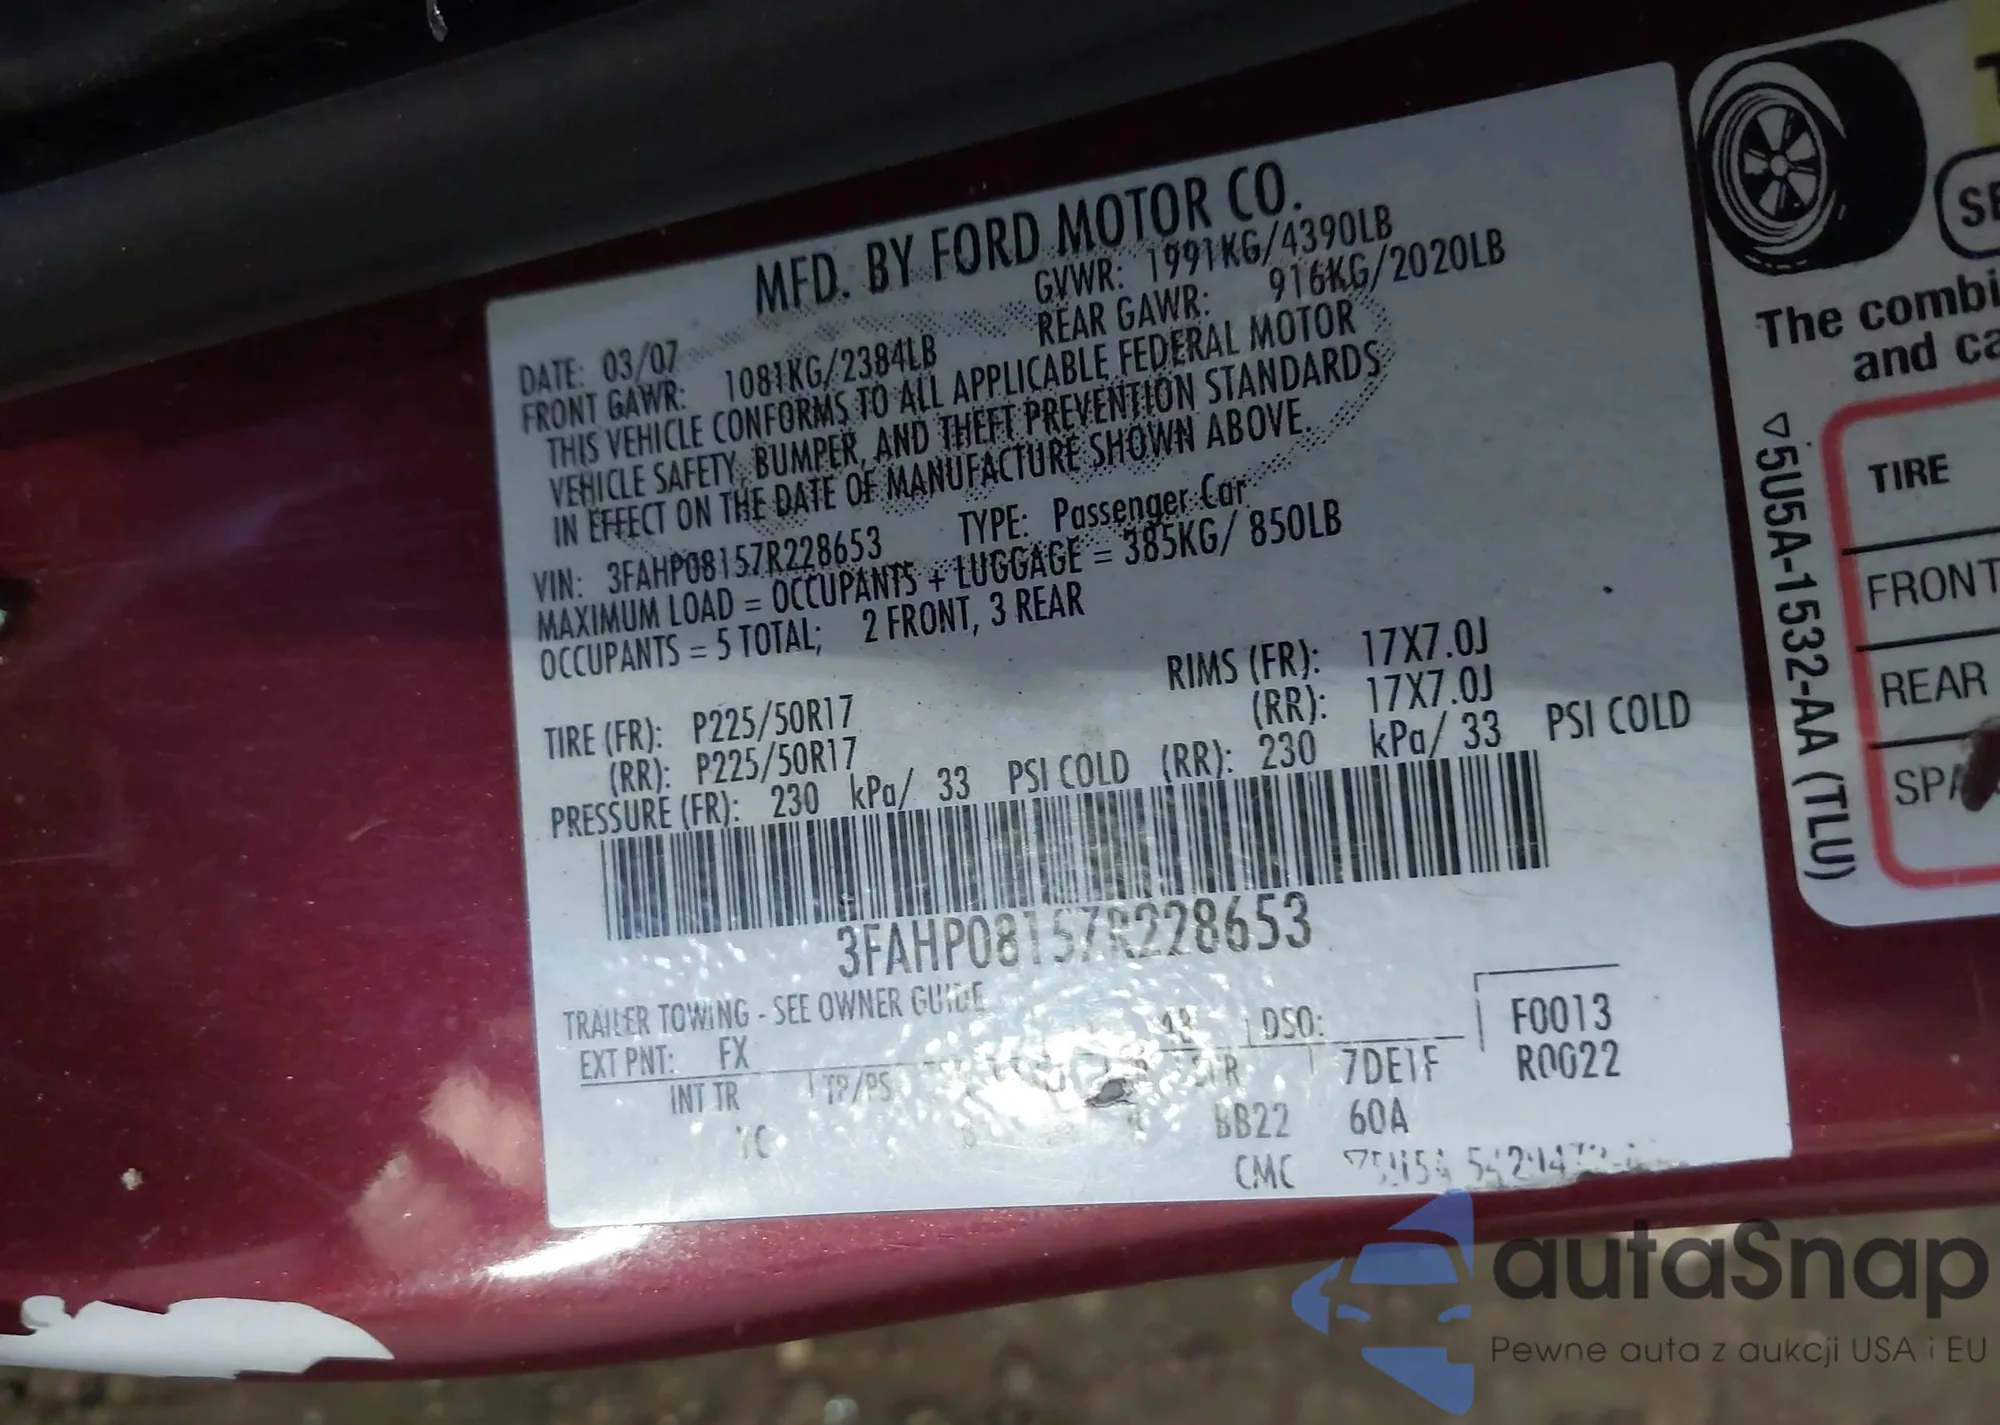 MFD. BY FORD MOTOR CO.
DATE: 03/07 GVWR: 1991KG/4390LB
FRONT GAWR: 1081KG/2384LB REAR GAWR: 916KG/2020LB
THIS VEHICLE CONFORMS TO ALL APPLICABLE FEDERAL MOTOR
VEHICLE SAFETY, BUMPER, AND THEFT PREVENTION STANDARDS
IN EFFECT ON THE DATE OF MANUFACTURE SHOWN ABOVE.
VIN: 3FAHP08157R228653 TYPE: Passenger Car
MAXIMUM LOAD = OCCUPANTS + LUGGAGE = 385KG/ 850LB
OCCUPANTS = 5 TOTAL; 2 FRONT, 3 REAR
TIRE (FR): P225/50R17 RIMS (FR): 17X7.0J
(RR): P225/50R17 (RR): 17X7.0J
PRESSURE (FR): 230 kPa/ 33 PSI COLD (RR): 230 kPa/ 33 PSI COLD
3FAHP08157R228653
TRAILER TOWING - SEE OWNER GUIDE
EXT PNT: FX DSO: F0013
INT TR TP/PS 7DE1F R0022
BB22 60A
CMC
SE
The combi
and ca
▽5U5A-1532-AA (TLU)
TIRE
FRONT
REAR
SPA
autaSnap
Pewne auta z aukcji USA i EU